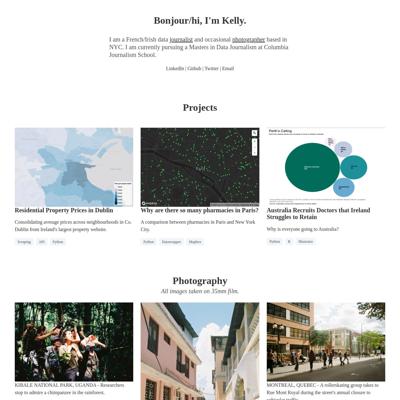 Bonjour/hi, I'm Kelly.
I am a French/Irish data journalist and occasional photographer based in
NYC. I am currently pursuing a Masters in Data Journalism at Columbia
Journalism School.
LinkedIn | Github | Twitter | Email
Projects
Residential Property Prices in Dublin
Consolidating average prices across neighbourhoods in Co.
Dublin from Ireland's largest property website.
Scraping API Python
Why are there so many pharmacies in Paris?
A comparison between pharmacies in Paris and New York
City.
Python Datawrapper Mapbox
Australia Recruits Doctors that Ireland
Struggles to Retain
Why is everyone going to Australia?
Python R Illustrator
Photography
All images taken on 35mm film.
KIBALE NATIONAL PARK, UGANDA - Researchers
stop to admire a chimpanzee in the rainforest.
MONTREAL, QUEBEC - A rollerskating group takes to
Rue Mont Royal during the street's annual closure to